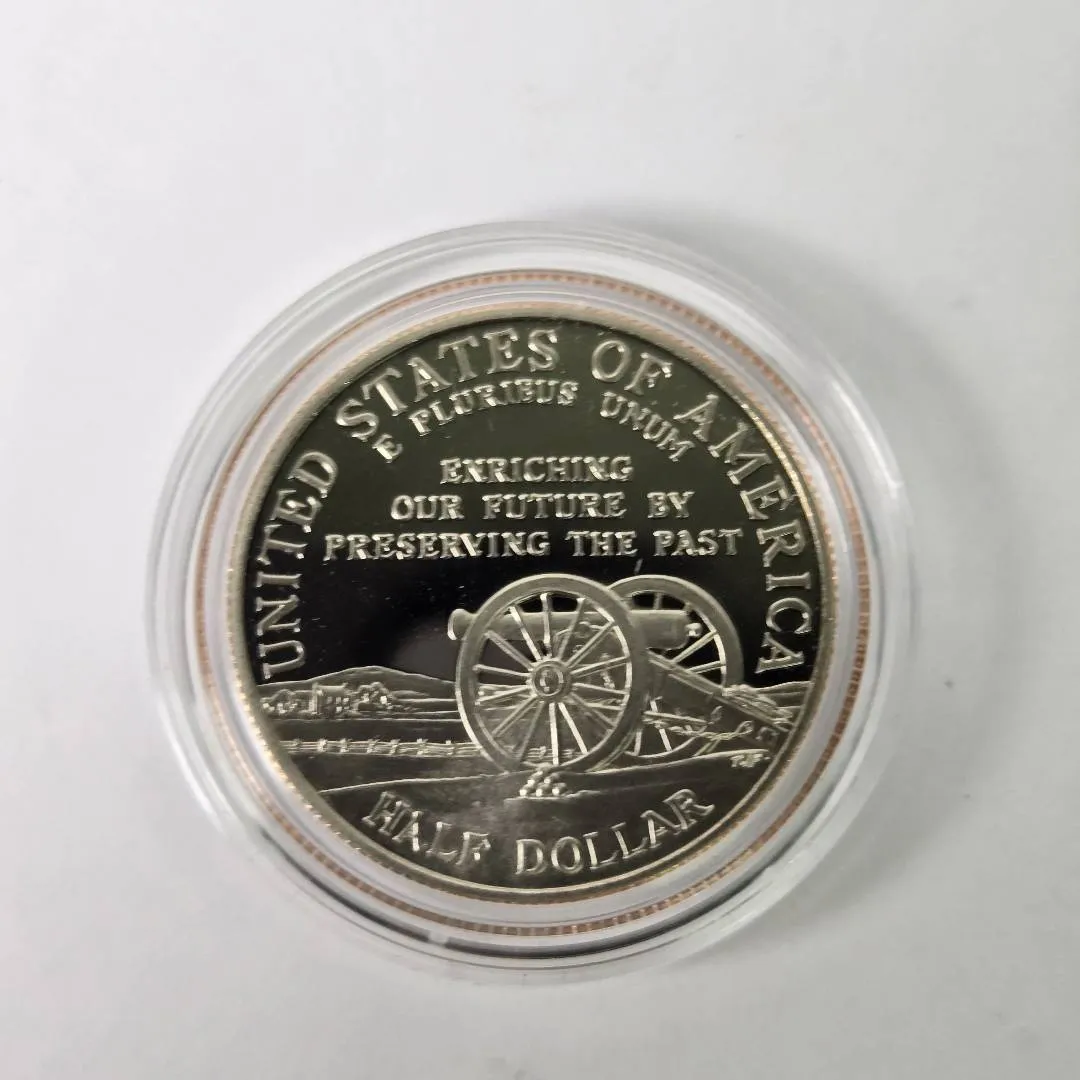 UNITED STATES OF AMERICA
E PLURIBUS UNUM
ENRICHING
OUR FUTURE BY
PRESERVING THE PAST
HALF DOLLAR